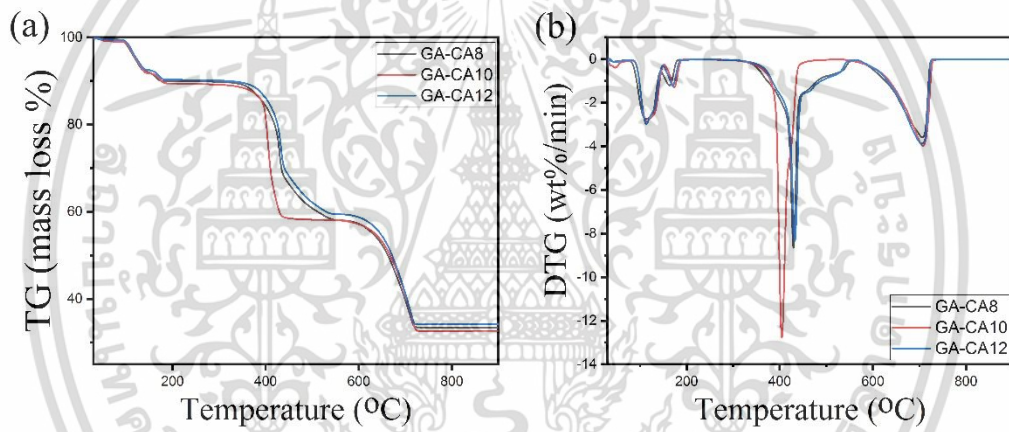 (a)
TG (mass loss %)
100
80
60
40
GA-CA8
GA-CA10
GA-CA12
200
400
600
800
Temperature (°C)
(b)
DTG (wt%/min)
0
-2
-4
-6
-8
-10
-12
-14
GA-CA8
GA-CA10
GA-CA12
200
400
600
800
Temperature (°C)